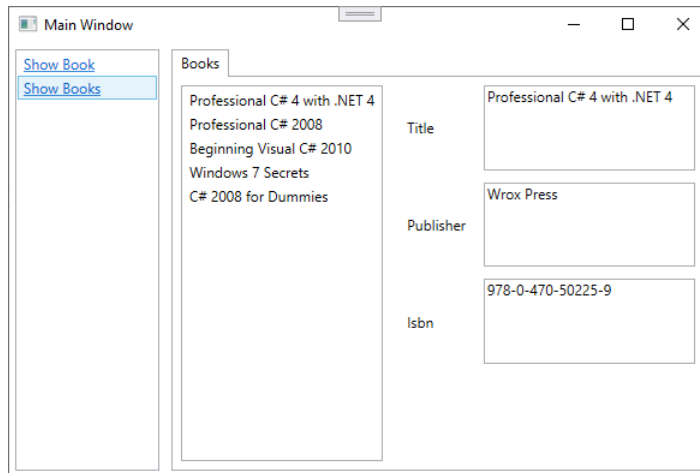 Main Window
Show Book
Show Books
Books
Professional C# 4 with .NET 4
Professional C# 2008
Beginning Visual C# 2010
Windows 7 Secrets
C# 2008 for Dummies
Title
Professional C# 4 with .NET 4
Publisher
Wrox Press
Isbn
978-0-470-50225-9